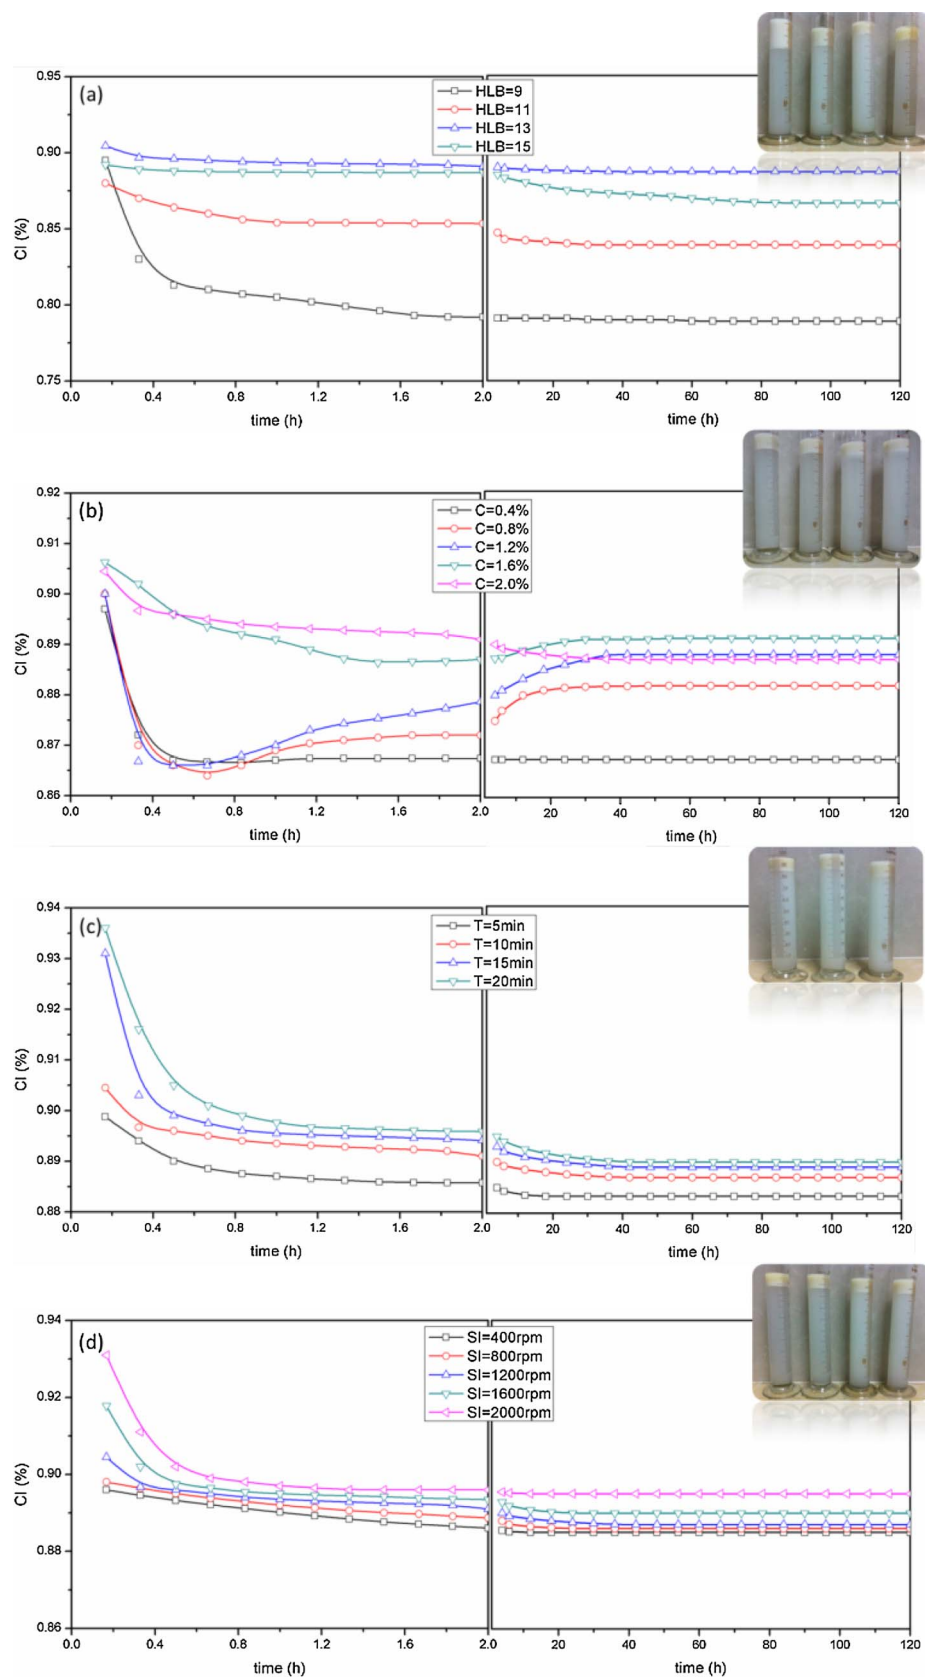 (a)
HLB=9
HLB=11
HLB=13
HLB=15
CI (%)
0.95
0.90
0.85
0.80
0.75
0.0 0.4 0.8 1.2 1.6 2.0 20 40 60 80 100 120
time (h) time (h)
(b)
C=0.4%
C=0.8%
C=1.2%
C=1.6%
C=2.0%
CI (%)
0.92
0.91
0.90
0.89
0.88
0.87
0.86
0.0 0.4 0.8 1.2 1.6 2.0 20 40 60 80 100 120
time (h) time (h)
(c)
T=5min
T=10min
T=15min
T=20min
CI (%)
0.94
0.93
0.92
0.91
0.90
0.89
0.88
0.0 0.4 0.8 1.2 1.6 2.0 20 40 60 80 100 120
time (h) time (h)
(d)
SI=400rpm
SI=800rpm
SI=1200rpm
SI=1600rpm
SI=2000rpm
CI (%)
0.94
0.92
0.90
0.88
0.86
0.0 0.4 0.8 1.2 1.6 2.0 20 40 60 80 100 120
time (h) time (h)